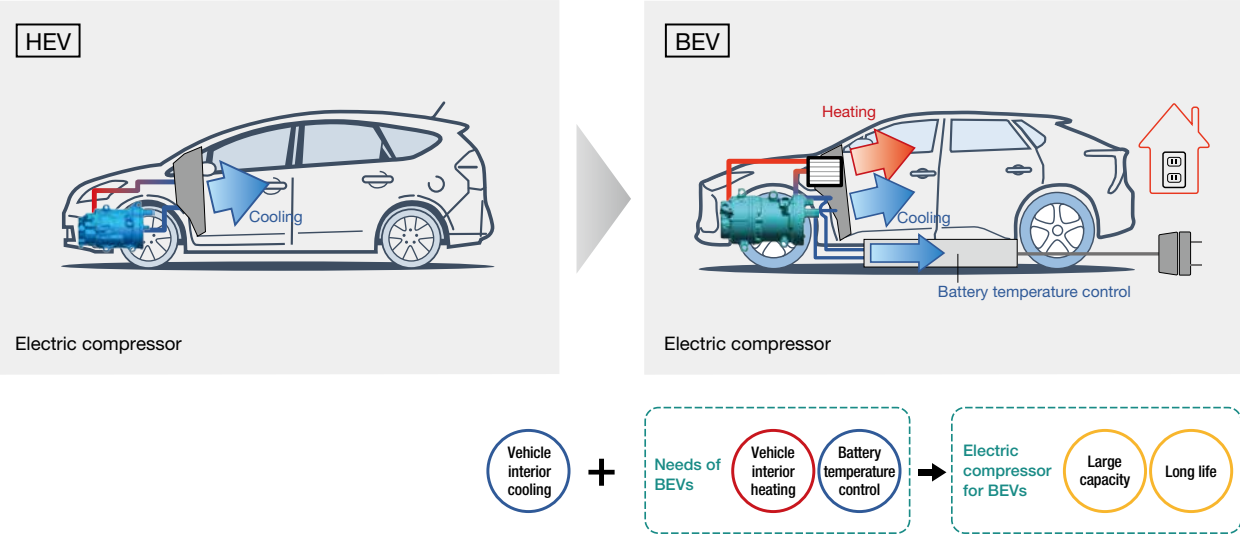 HEV
Cooling
Electric compressor
BEV
Heating
Cooling
Battery temperature control
Electric compressor
Vehicle
interior
cooling
+
Needs of
BEVs
Vehicle
interior
heating
Battery
temperature
control
Electric
compressor
for BEVs
Large
capacity
Long life